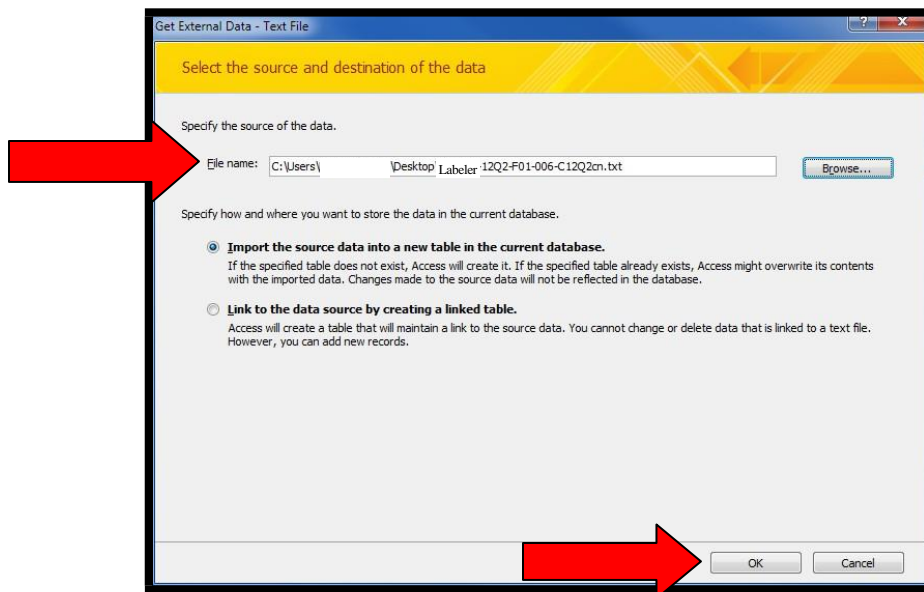 Get External Data - Text File
Select the source and destination of the data
Specify the source of the data.
File name: C:\Users\ \Desktop Labeler -12Q2-F01-006-C12Q2cn.txt Browse...
Specify how and where you want to store the data in the current database.
Import the source data into a new table in the current database.
If the specified table does not exist, Access will create it. If the specified table already exists, Access might overwrite its contents
with the imported data. Changes made to the source data will not be reflected in the database.
Link to the data source by creating a linked table.
Access will create a table that will maintain a link to the source data. You cannot change or delete data that is linked to a text file.
However, you can add new records.
OK Cancel